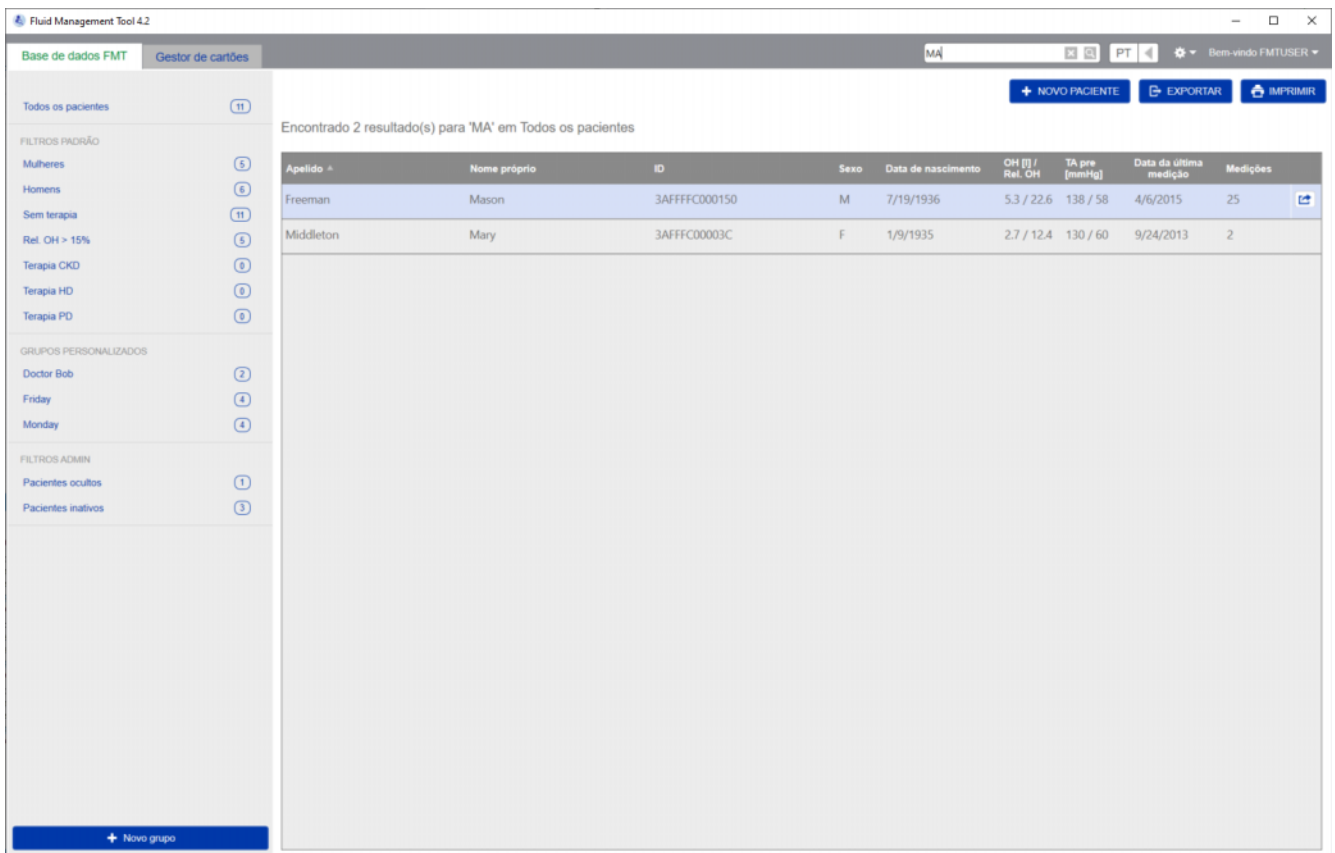 Fluid Management Tool 4.2
Base de dados FMT
Gestor de cartões
MA
PT
Bem-vindo FMTUSER
+ NOVO PACIENTE
EXPORTAR
IMPRIMIR
Todos os pacientes 11
FILTROS PADRÃO
Mulheres 5
Homens 6
Sem terapia 11
Rel. OH > 15% 5
Terapia CKD 0
Terapia HD 0
Terapia PD 0
GRUPOS PERSONALIZADOS
Doctor Bob 2
Friday 4
Monday 4
FILTROS ADMIN
Pacientes ocultos 1
Pacientes inativos 3
+ Novo grupo
Encontrado 2 resultado(s) para 'MA' em Todos os pacientes
Apelido Nome próprio ID Sexo Data de nascimento OH [l] / Rel. OH TA pre [mmHg] Data da última medição Medições
Freeman Mason 3AFFFFC000150 M 7/19/1936 5.3 / 22.6 138 / 58 4/6/2015 25
Middleton Mary 3AFFFC00003C F 1/9/1935 2.7 / 12.4 130 / 60 9/24/2013 2